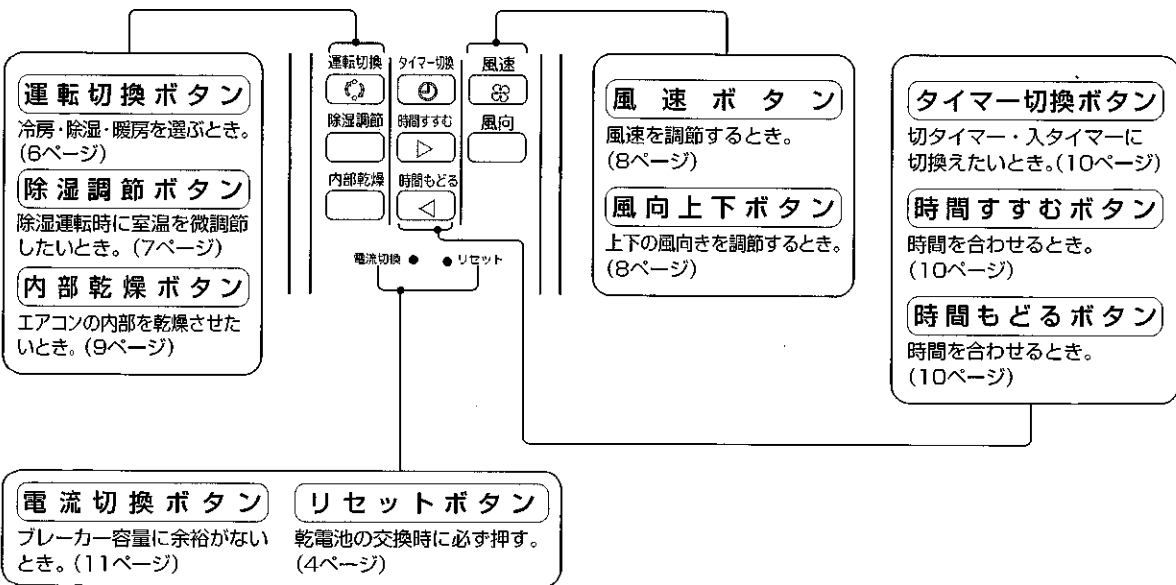 運転切換ボタン
冷房・除湿・暖房を選ぶとき。
(6ページ)
除湿調節ボタン
除湿運転時に室温を微調節
したいとき。(7ページ)
内部乾燥ボタン
エアコンの内部を乾燥させた
いとき。(9ページ)
運転切換 タイマー切換 風速
除湿調節 時間すすむ 風向
内部乾燥 時間もどる
電流切換 リセット
風速ボタン
風速を調節するとき。
(8ページ)
風向上下ボタン
上下の風向きを調節するとき。
(8ページ)
タイマー切換ボタン
切タイマー・入タイマーに
切換えたいとき。(10ページ)
時間すすむボタン
時間を合わせるとき。
(10ページ)
時間もどるボタン
時間を合わせるとき。
(10ページ)
電流切換ボタン
ブレーカー容量に余裕がない
とき。(11ページ)
リセットボタン
乾電池の交換時に必ず押す。
(4ページ)